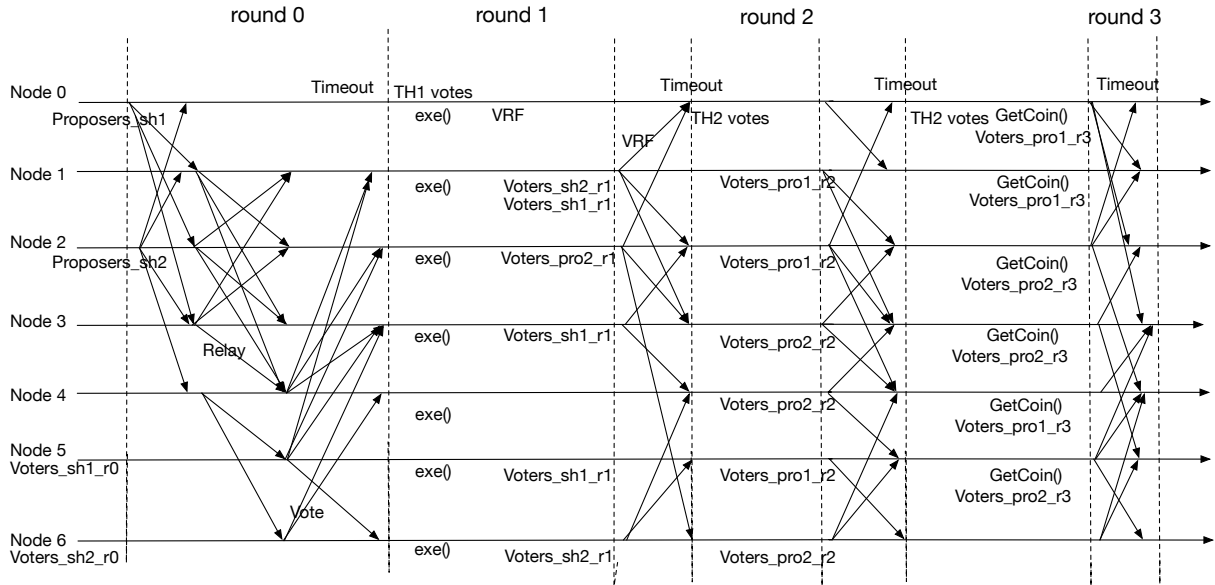 round 0 round 1 round 2 round 3
Node 0 Timeout TH1 votes Timeout Timeout Timeout
Proposers_sh1 exe() VRF TH2 votes TH2 votes GetCoin()
VRF Voters_pro1_r3
Node 1 exe() Voters_sh2_r1 Voters_pro1_r2 GetCoin()
Voters_sh1_r1 Voters_pro1_r3
Node 2
Proposers_sh2 exe() Voters_pro2_r1 Voters_pro1_r2 GetCoin()
Voters_pro2_r3
Node 3 exe() Voters_sh1_r1 Voters_pro2_r2 GetCoin()
Relay Voters_pro2_r3
Node 4 exe() Voters_pro2_r2 GetCoin()
Voters_pro1_r3
Node 5
Voters_sh1_r0 exe() Voters_sh1_r1 Voters_pro1_r2 GetCoin()
Voters_pro2_r3
Vote
Node 6
Voters_sh2_r0 exe() Voters_sh2_r1 Voters_pro2_r2